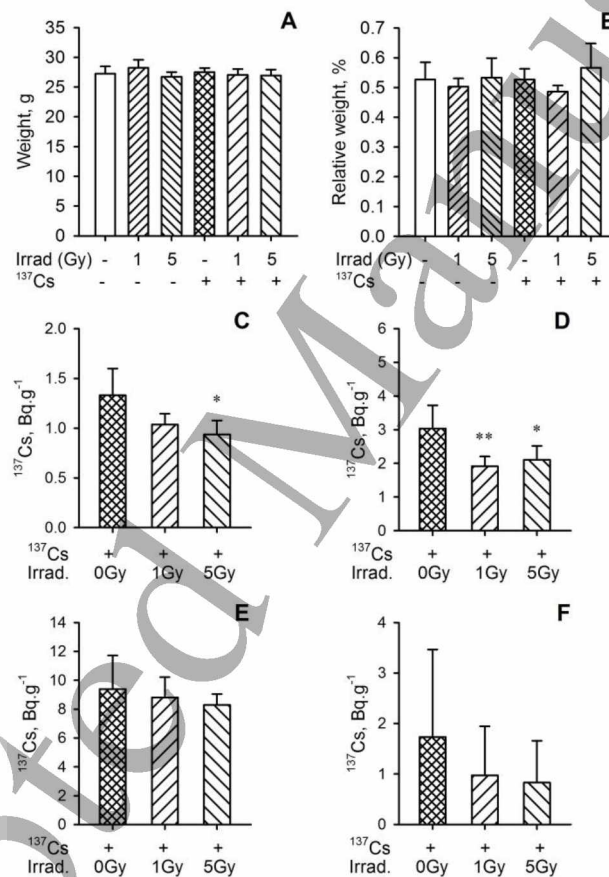 A
Weight, g
35
30
25
20
15
10
5
0
Irrad (Gy) - 1 5 - 1 5
137Cs - - - + + +
B
Relative weight, %
0.7
0.6
0.5
0.4
0.3
0.2
0.1
0.0
Irrad (Gy) - 1 5 - 1 5
137Cs - - - + + +
C
137Cs, Bq.g-1
2.0
1.5
1.0
0.5
0.0
*
137Cs + + +
Irrad. 0Gy 1Gy 5Gy
D
137Cs, Bq.g-1
6
5
4
3
2
1
0
** *
137Cs + + +
Irrad. 0Gy 1Gy 5Gy
E
137Cs, Bq.g-1
14
12
10
8
6
4
2
0
137Cs + + +
Irrad. 0Gy 1Gy 5Gy
F
137Cs, Bq.g-1
4
3
2
1
0
137Cs + + +
Irrad. 0Gy 1Gy 5Gy